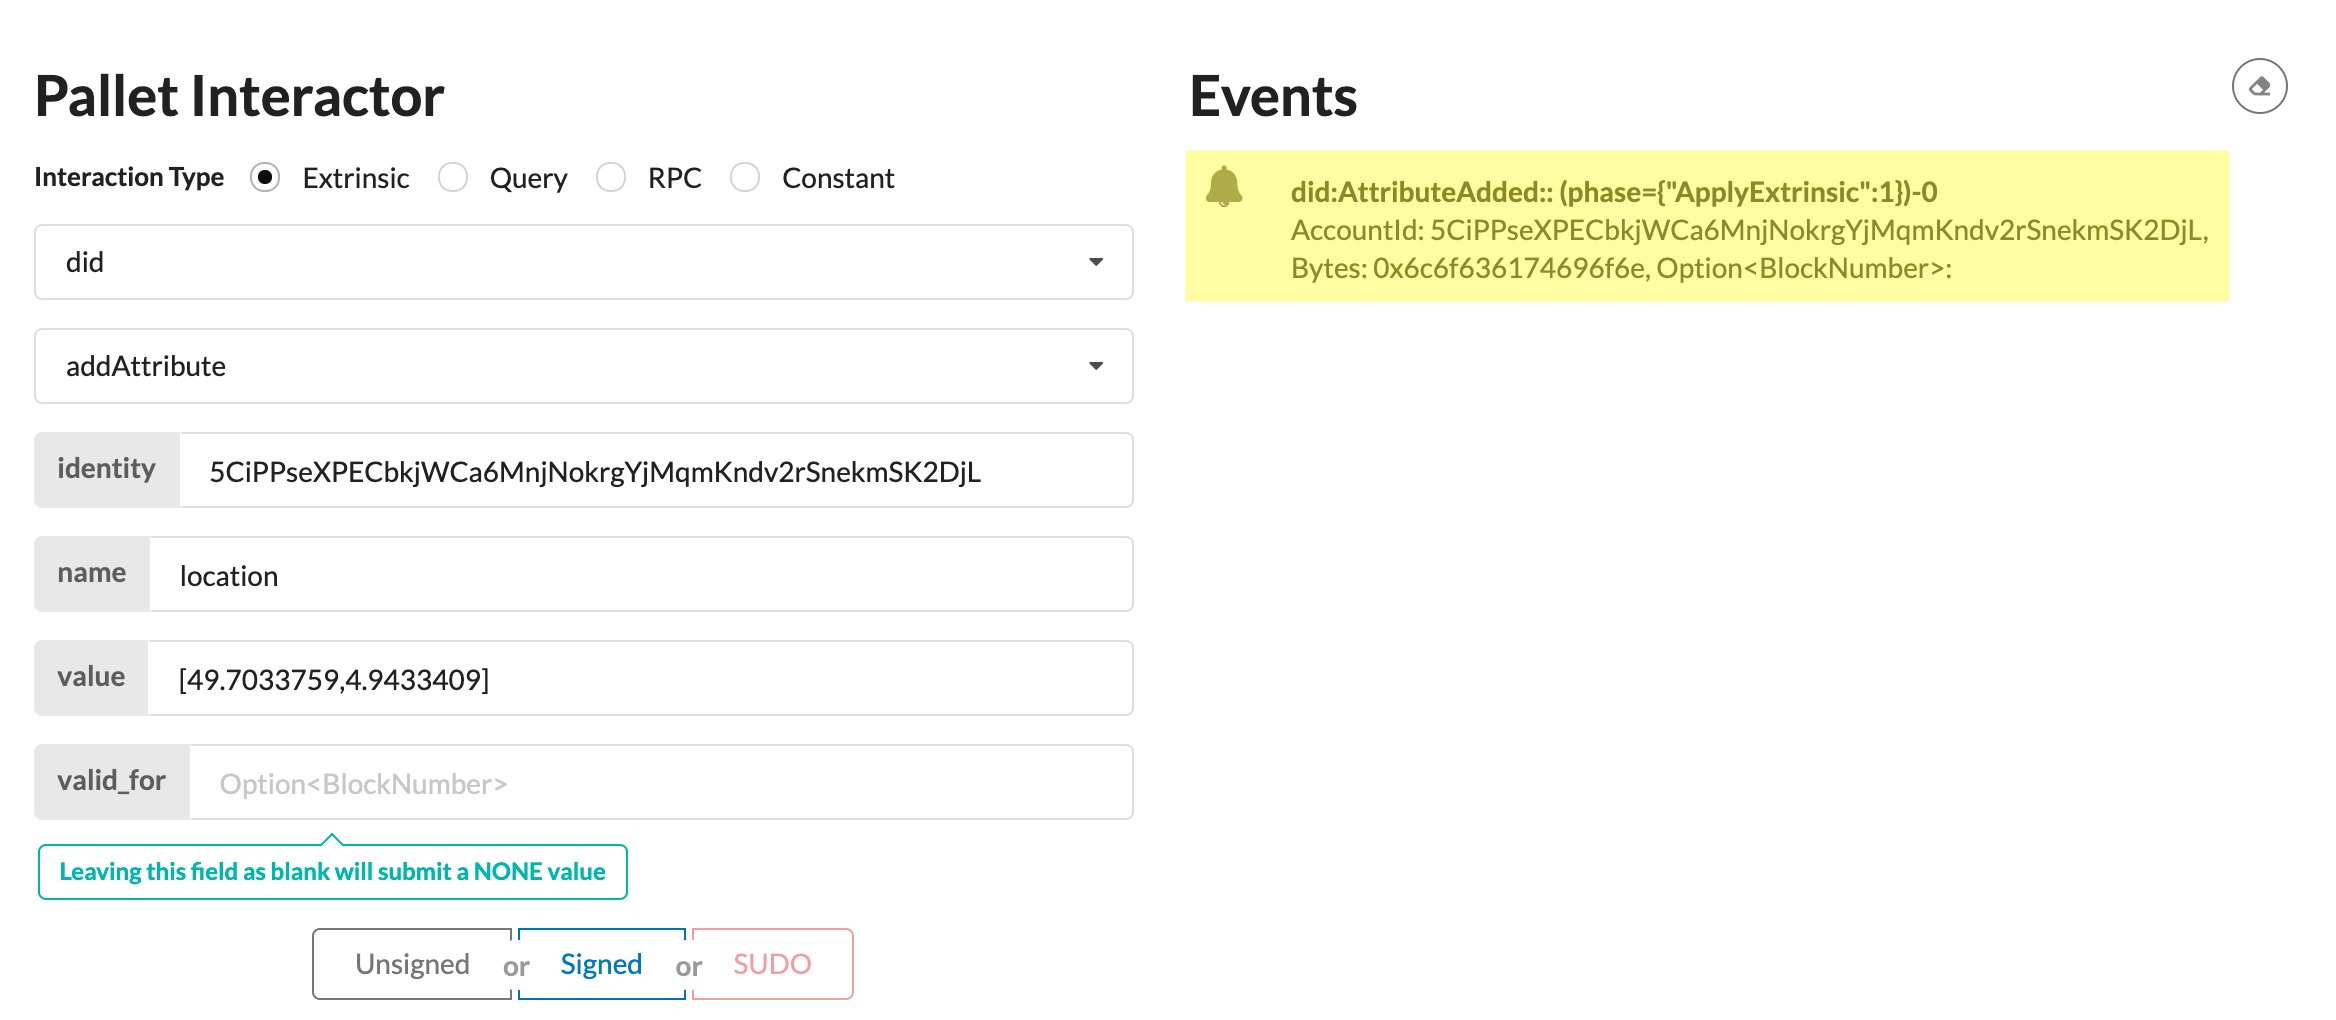 Pallet Interactor
Interaction Type Extrinsic Query RPC Constant
did
addAttribute
identity 5CiPPseXPECbkjWCa6MnjNokrgYjMqmKndv2rSnekmSK2DjL
name location
value [49.7033759,4.9433409]
valid_for Option<BlockNumber>
Leaving this field as blank will submit a NONE value
Unsigned or Signed or SUDO
Events
did:AttributeAdded:: (phase={"ApplyExtrinsic":1})-0
AccountId: 5CiPPseXPECbkjWCa6MnjNokrgYjMqmKndv2rSnekmSK2DjL,
Bytes: 0x6c6f636174696f6e, Option<BlockNumber>: